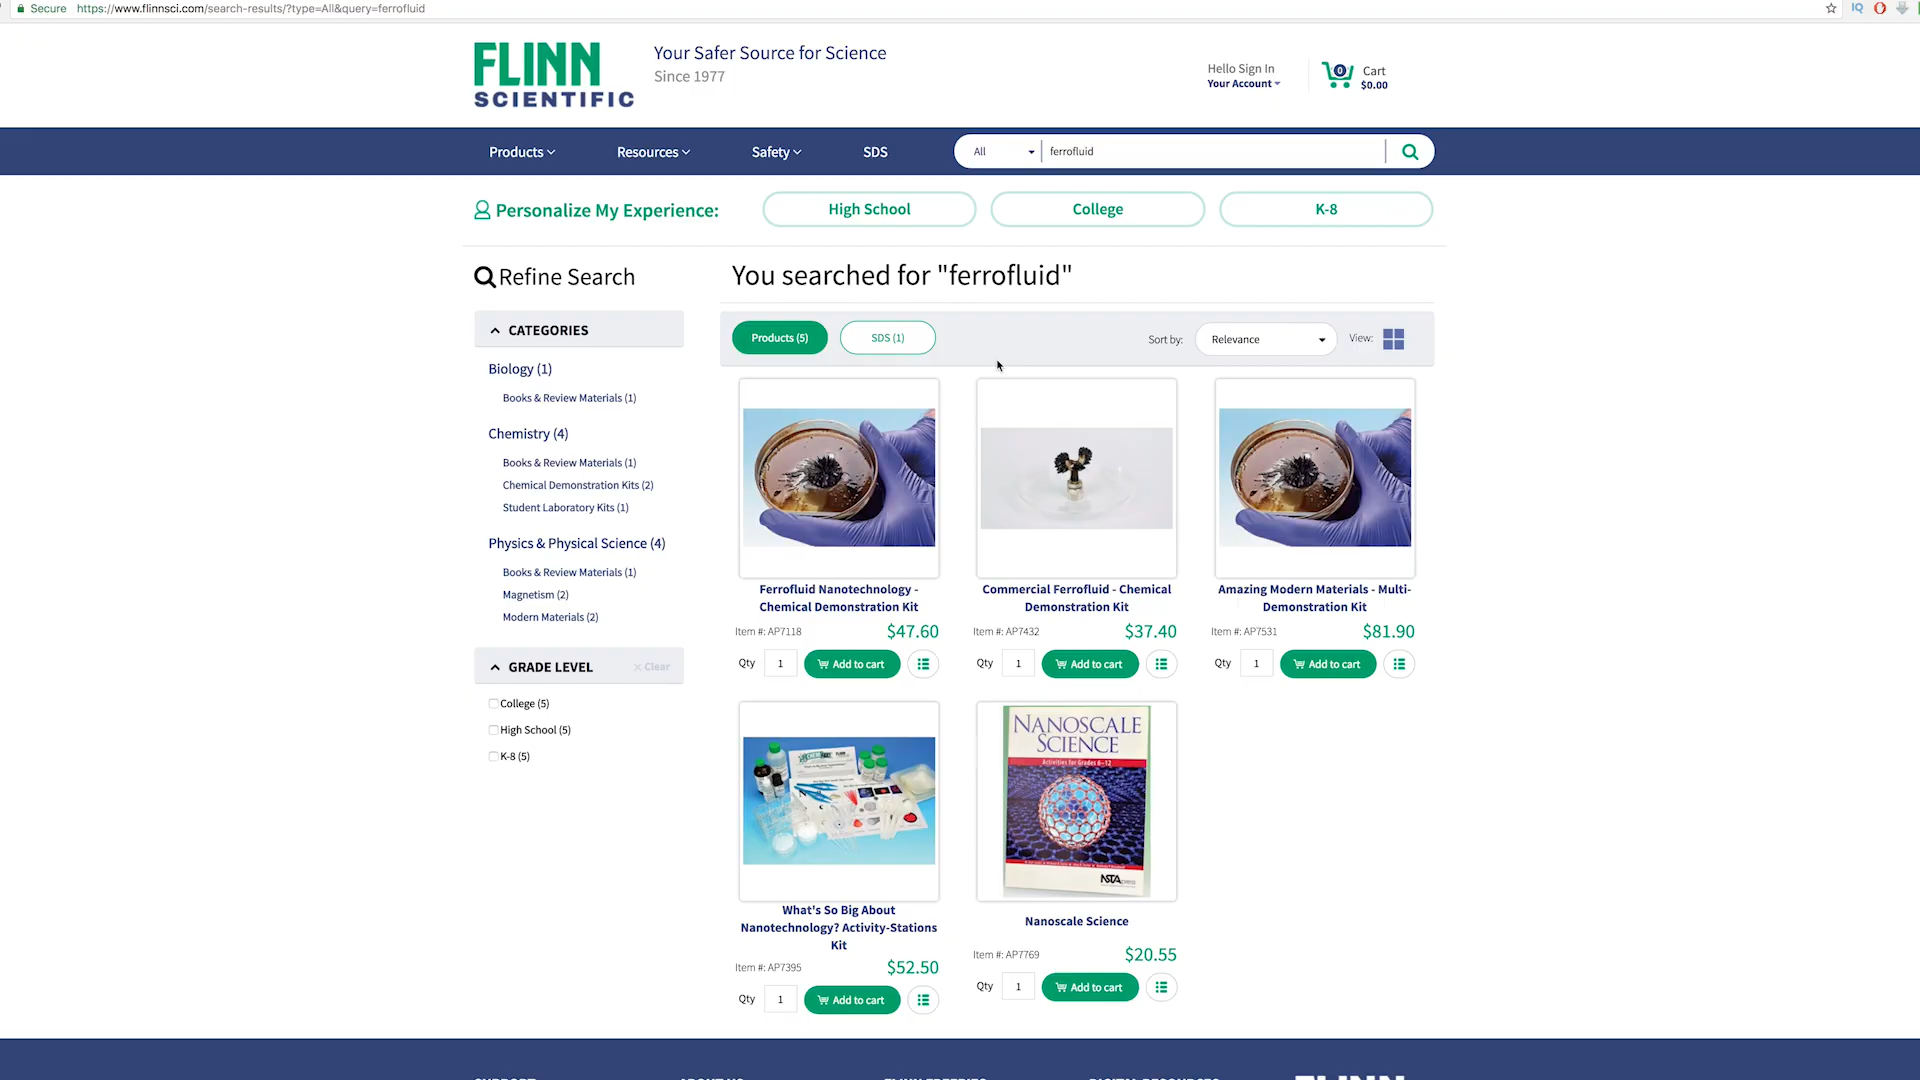 Secure https://www.flinnsci.com/search-results/?type=All&query=ferrofluid
IQ
FLINN
SCIENTIFIC
Your Safer Source for Science
Since 1977
Hello Sign In
Your Account
0
Cart
$0.00
Products
Resources
Safety
SDS
All
ferrofluid
Personalize My Experience:
High School
College
K-8
Refine Search
You searched for "ferrofluid"
CATEGORIES
Products (5)
SDS (1)
Sort by:
Relevance
View:
Biology (1)
Books & Review Materials (1)
Chemistry (4)
Books & Review Materials (1)
Chemical Demonstration Kits (2)
Student Laboratory Kits (1)
Physics & Physical Science (4)
Books & Review Materials (1)
Magnetism (2)
Modern Materials (2)
GRADE LEVEL
× Clear
College (5)
High School (5)
K-8 (5)
Ferrofluid Nanotechnology -
Chemical Demonstration Kit
Item #: AP7118
$47.60
Qty 1 Add to cart
Commercial Ferrofluid - Chemical
Demonstration Kit
Item #: AP7432
$37.40
Qty 1 Add to cart
Amazing Modern Materials - Multi-
Demonstration Kit
Item #: AP7531
$81.90
Qty 1 Add to cart
What's So Big About
Nanotechnology? Activity-Stations
Kit
Item #: AP7395
$52.50
Qty 1 Add to cart
NANOSCALE
SCIENCE
Activities for Grades 6–12
NSTA
Nanoscale Science
Item #: AP7769
$20.55
Qty 1 Add to cart